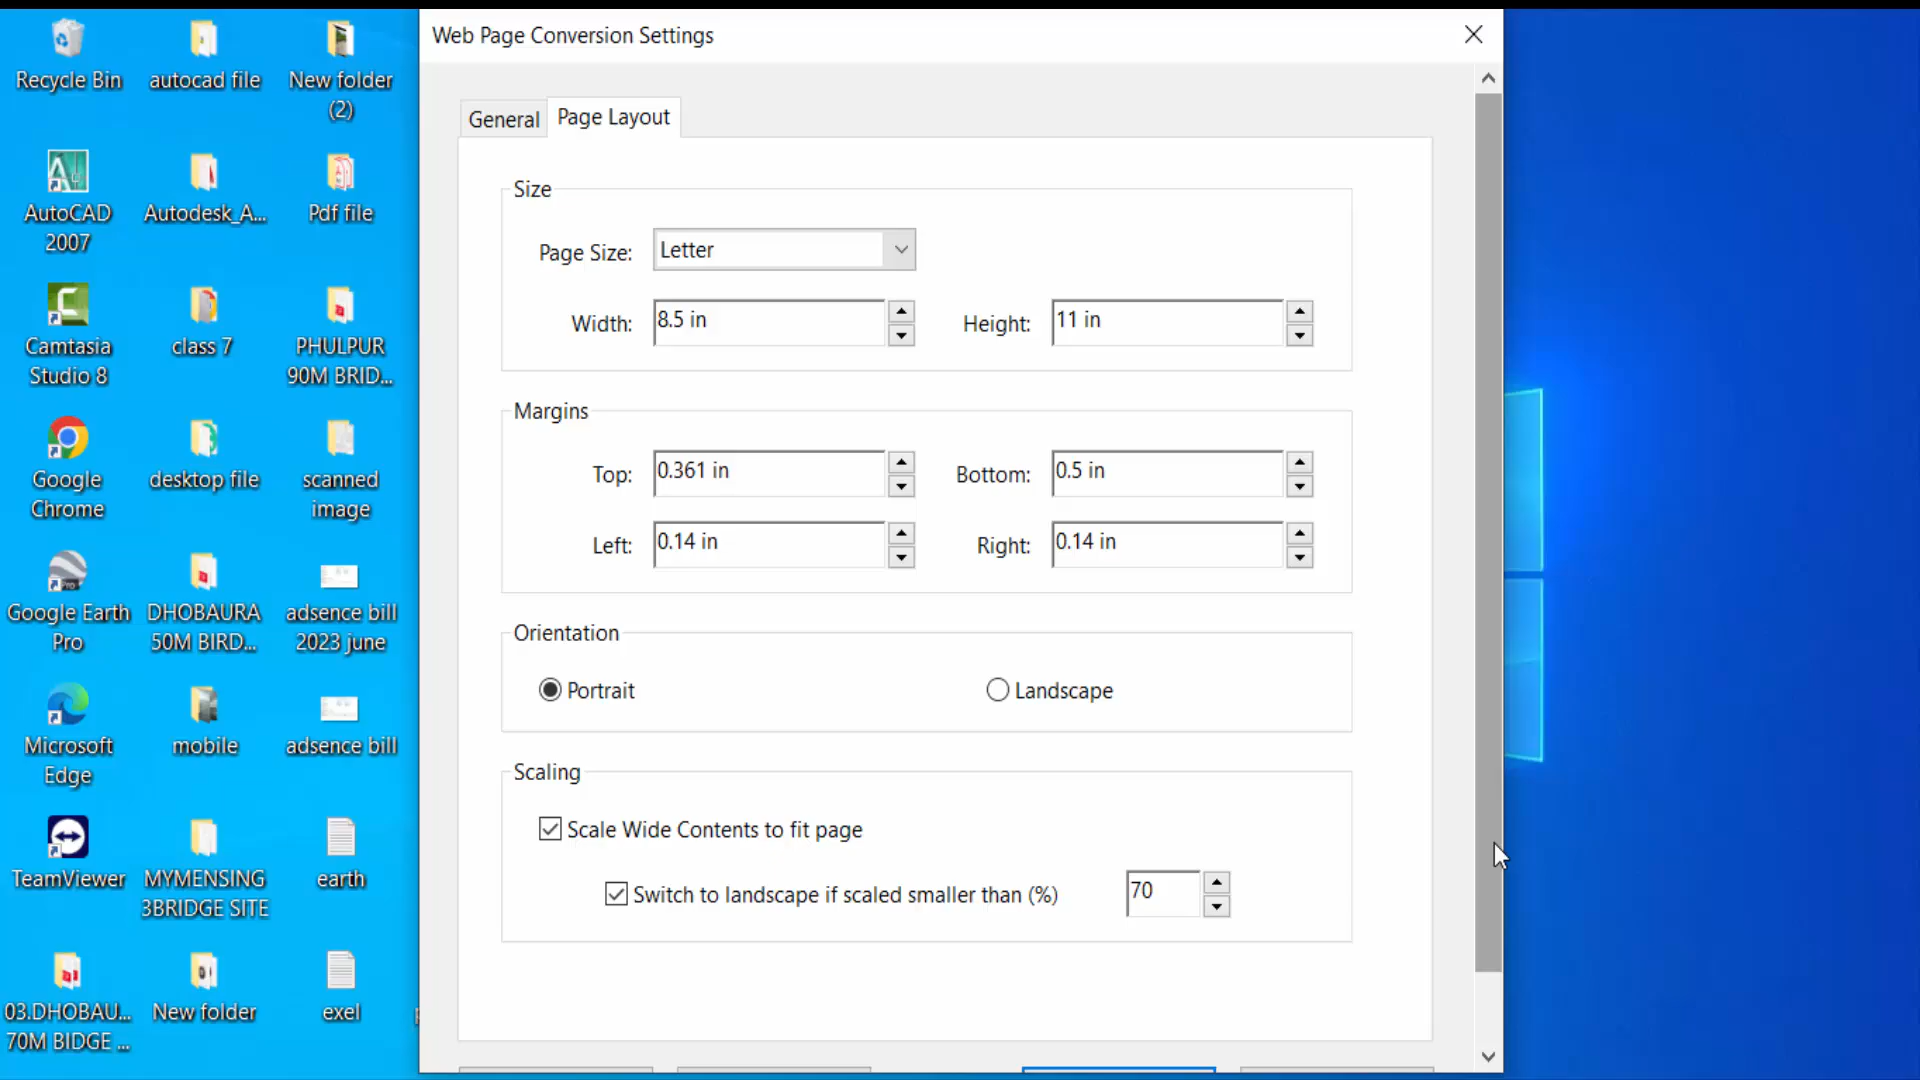 Recycle Bin
autocad file
New folder
(2)
AutoCAD
2007
Autodesk_A...
Pdf file
Camtasia
Studio 8
class 7
PHULPUR
90M BRID...
Google
Chrome
desktop file
scanned
image
Google Earth
Pro
DHOBAURA
50M BIRD...
adsence bill
2023 june
Microsoft
Edge
mobile
adsence bill
TeamViewer
MYMENSING
3BRIDGE SITE
earth
03.DHOBAU...
70M BIDGE ...
New folder
exel
Web Page Conversion Settings
General
Page Layout
Size
Page Size:
Letter
Width:
8.5 in
Height:
11 in
Margins
Top:
0.361 in
Bottom:
0.5 in
Left:
0.14 in
Right:
0.14 in
Orientation
Portrait
Landscape
Scaling
Scale Wide Contents to fit page
Switch to landscape if scaled smaller than (%)
70